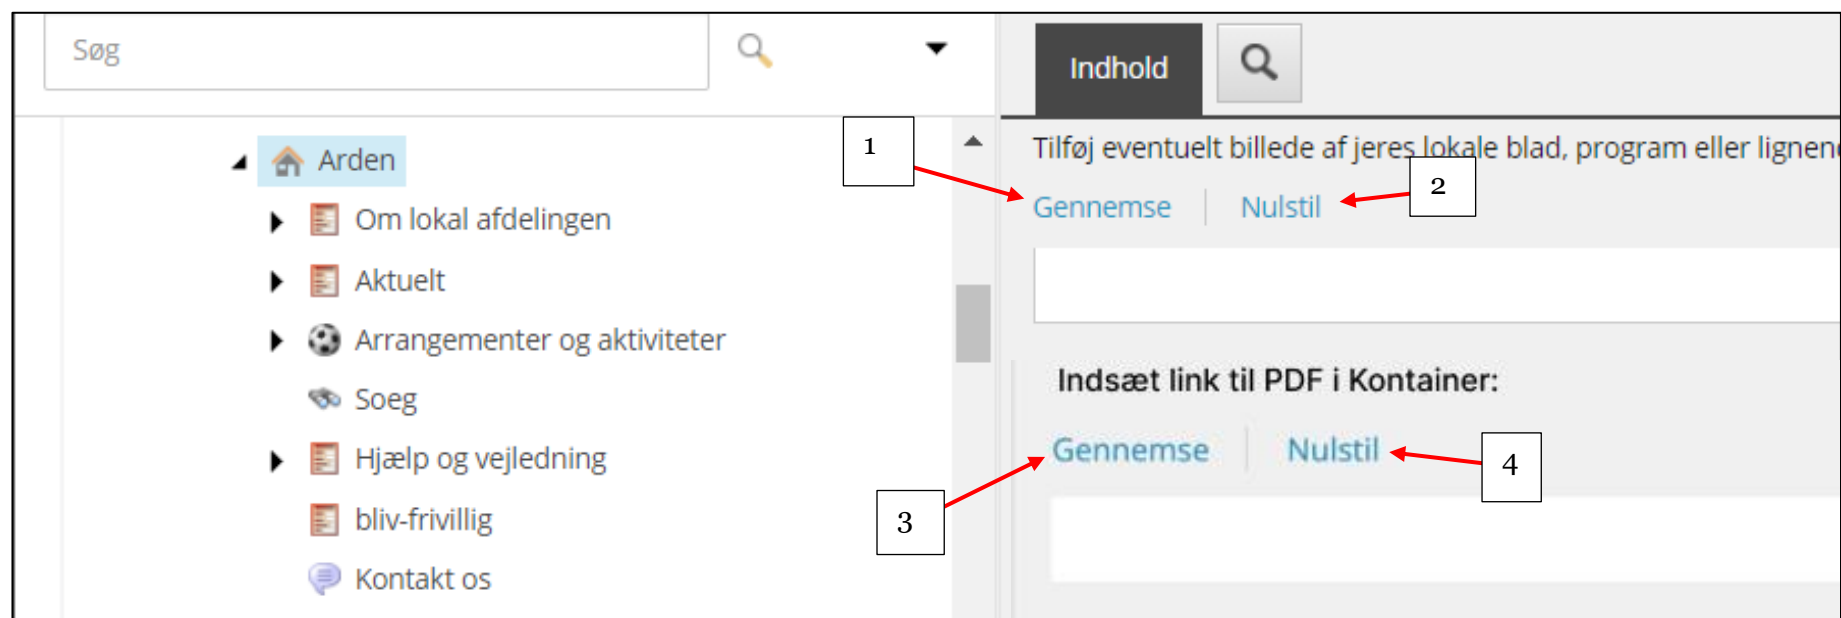 Søg
Arden
Om lokal afdelingen
Aktuelt
Arrangementer og aktiviteter
Soeg
Hjælp og vejledning
bliv-frivillig
Kontakt os
Indhold
Tilføj eventuelt billede af jeres lokale blad, program eller
1
2
Gennemse Nulstil
Indsæt link til PDF i Kontainer:
Gennemse Nulstil
3
4